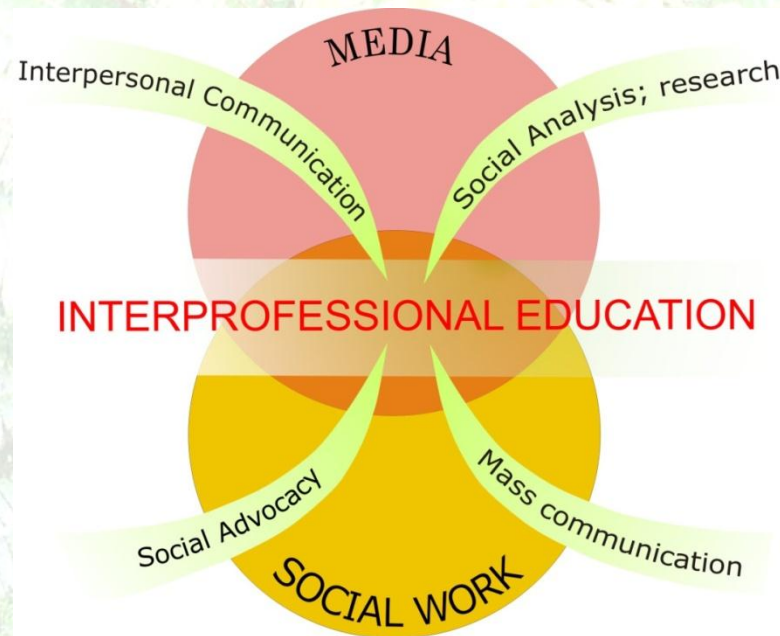 MEDIA
Interpersonal Communication
Social Analysis; research
INTERPROFESSIONAL EDUCATION
Social Advocacy
Mass communication
SOCIAL WORK